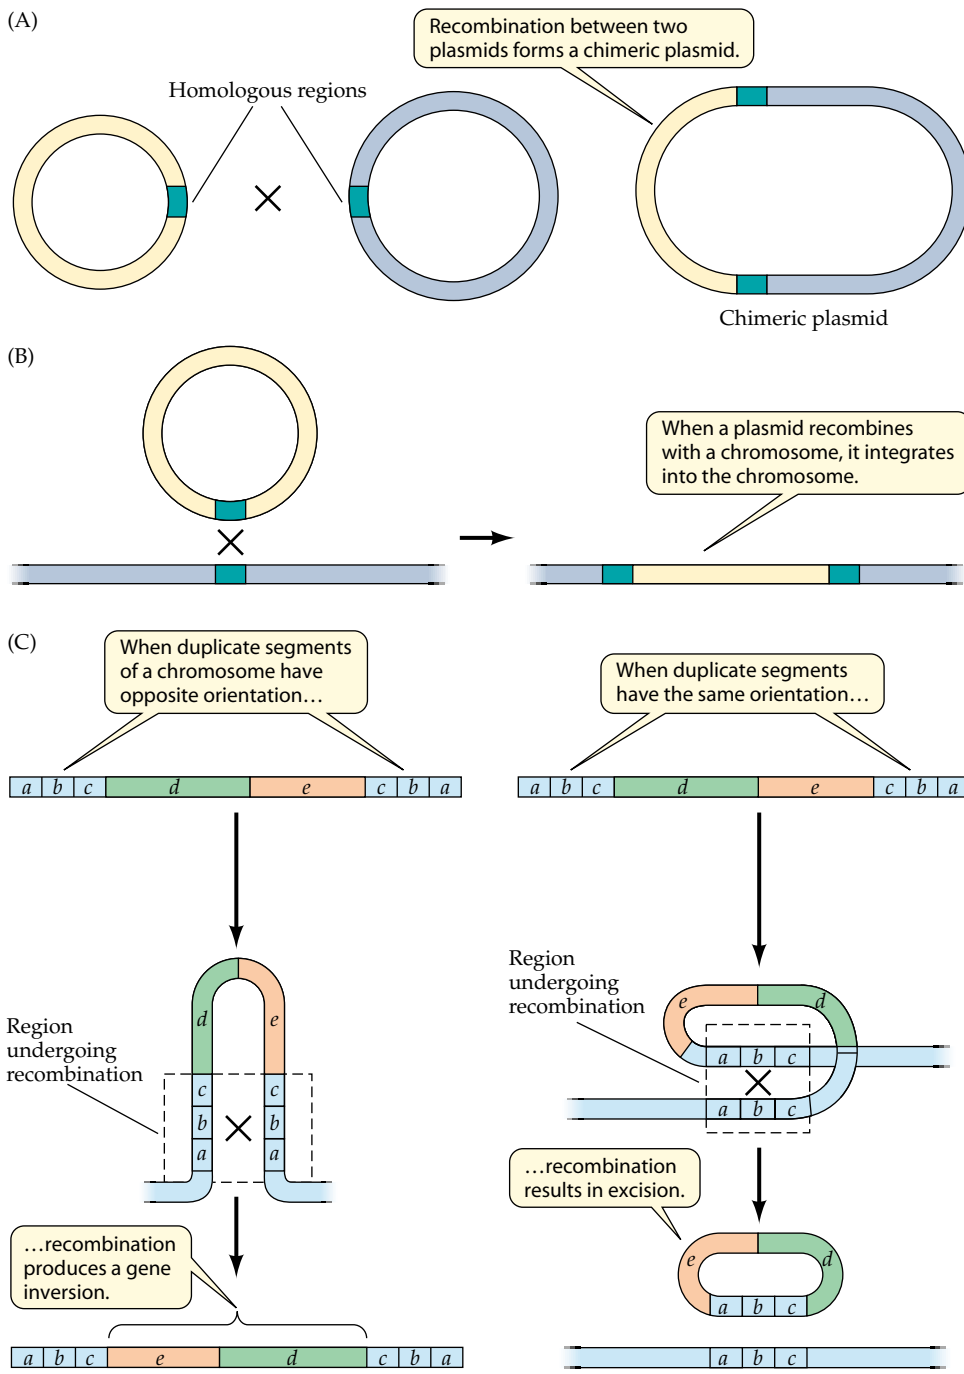 (A)
Recombination between two
plasmids forms a chimeric plasmid.
Homologous regions
Chimeric plasmid
(B)
When a plasmid recombines
with a chromosome, it integrates
into the chromosome.
(C)
When duplicate segments
of a chromosome have
opposite orientation…
When duplicate segments
have the same orientation…
a b c d e c b a
a b c d e c b a
Region
undergoing
recombination
d e
c c
b b
a a
Region
undergoing
recombination
e d
a b c
a b c
…recombination
results in excision.
e d
a b c
…recombination
produces a gene
inversion.
a b c e d c b a
a b c